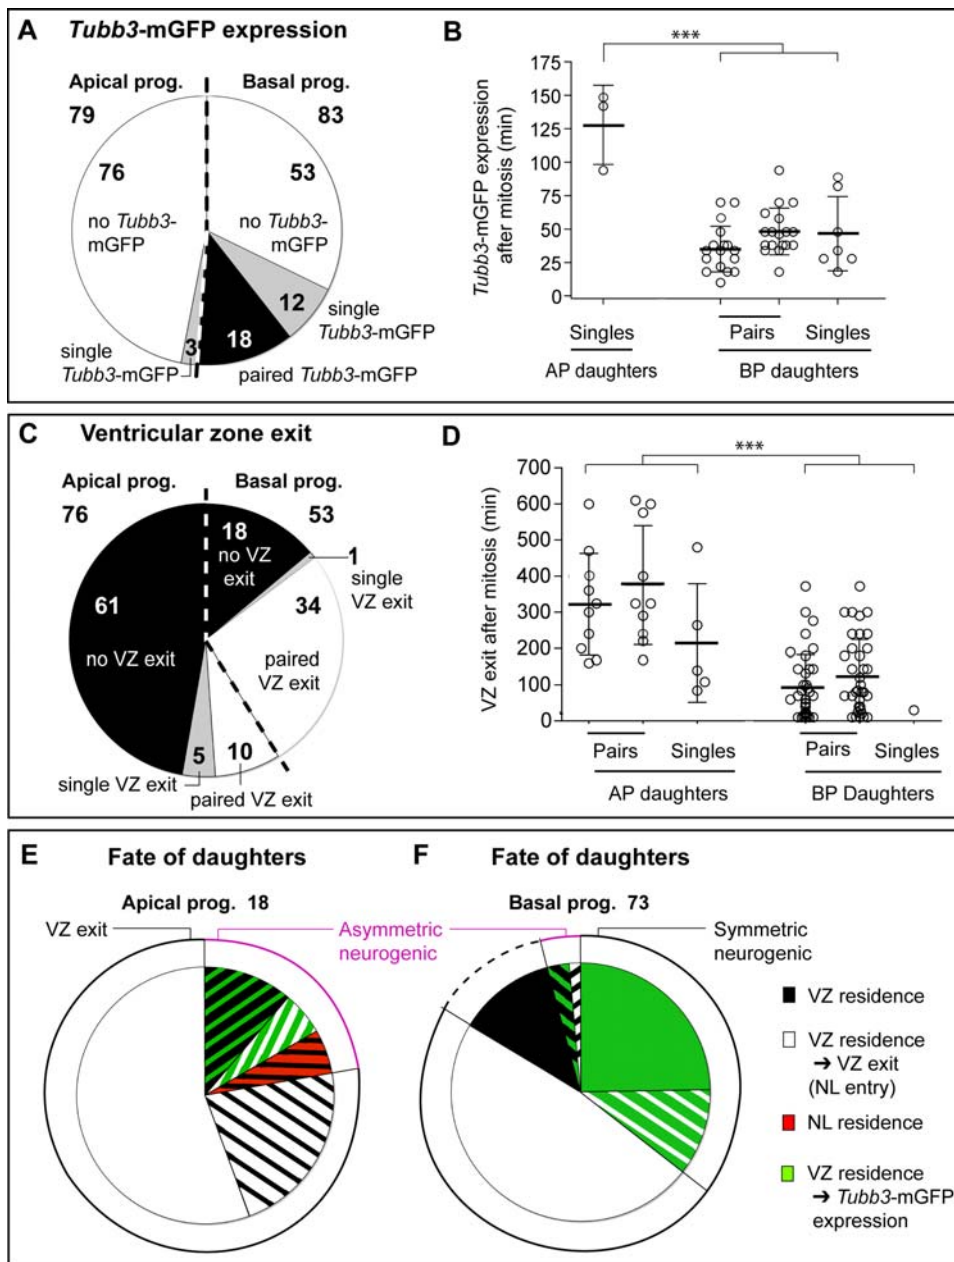 A Tubb3-mGFP expression
Apical prog.
79
Basal prog.
83
76
no Tubb3-
mGFP
53
no Tubb3-
mGFP
12
single
Tubb3-mGFP
18
paired Tubb3-mGFP
3
single
Tubb3-mGFP
B
***
Tubb3-mGFP expression
after mitosis (min)
175
150
125
100
75
50
25
0
Singles
Pairs
Singles
AP daughters
BP daughters
C Ventricular zone exit
Apical prog.
76
Basal prog.
53
18
no VZ
exit
1
single
VZ exit
34
paired
VZ exit
61
no VZ exit
5
10
single VZ exit
paired VZ exit
D
***
VZ exit after mitosis (min)
700
600
500
400
300
200
100
0
Pairs
Singles
Pairs
Singles
AP daughters
BP Daughters
E Fate of daughters
Apical prog. 18
VZ exit
Asymmetric
neurogenic
F Fate of daughters
Basal prog. 73
Symmetric
neurogenic
VZ residence
VZ residence
➔ VZ exit
(NL entry)
NL residence
VZ residence
➔ Tubb3-mGFP
expression